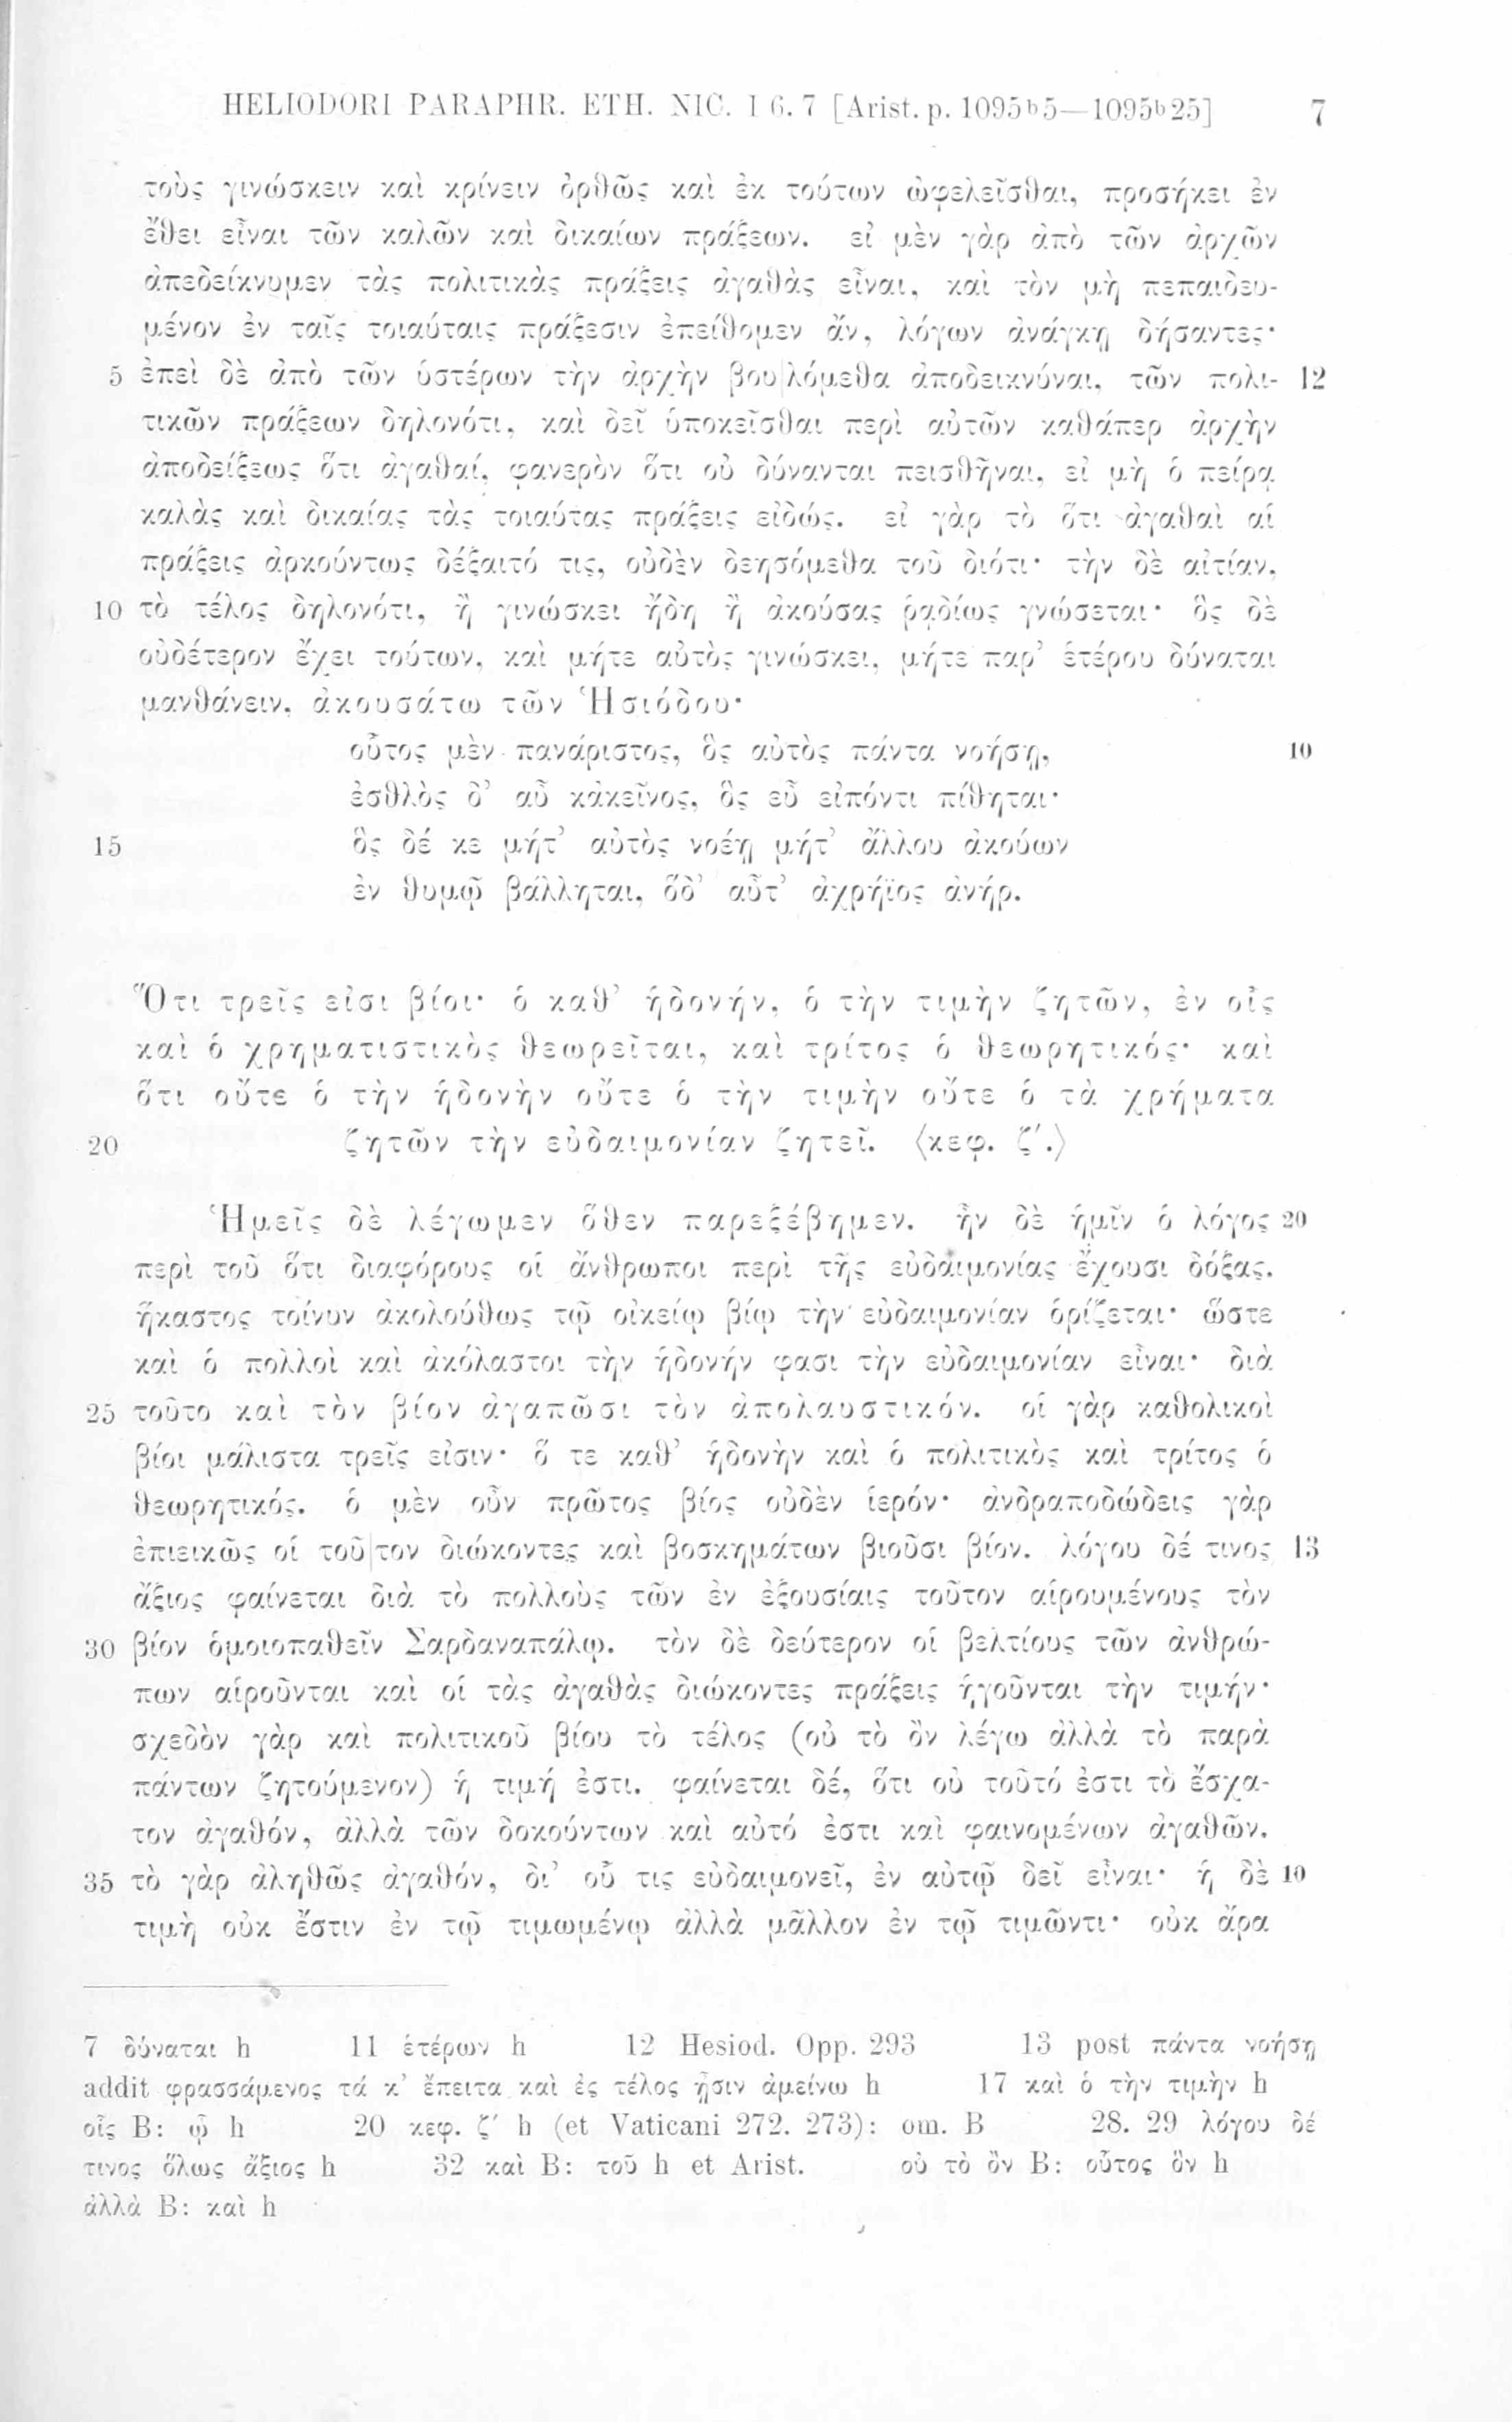 HELIODORI PARAPHR. ETH. NIC. I 6. 7 [Arist. p. 1095b5—1095b25] 7
τοὺς γινώσκειν καὶ κρίνειν ὀρθῶς καὶ ἐκ τούτων ὠφελεῖσθαι, προσήκει ἐν
ἔθει εἶναι τῶν καλῶν καὶ δικαίων πράξεων. εἰ μὲν γὰρ ἀπὸ τῶν ἀρχῶν
ἀπεδείκνυμεν τὰς πολιτικὰς πράξεις ἀγαθὰς εἶναι, καὶ τὸν μὴ πεπαιδευ-
μένον ἐν ταῖς τοιαύταις πράξεσιν ἐπείθομεν ἄν, λόγων ἀνάγκῃ δήσαντες·
5 ἐπεὶ δὲ ἀπὸ τῶν ὑστέρων τὴν ἀρχὴν βου|λόμεθα ἀποδεικνύναι, τῶν πολι- 12
τικῶν πράξεων δηλονότι, καὶ δεῖ ὑποκεῖσθαι περὶ αὐτῶν καθάπερ ἀρχὴν
ἀποδείξεως ὅτι ἀγαθαί, φανερὸν ὅτι οὐ δύνανται πεισθῆναι, εἰ μὴ ὁ πείρᾳ
καλὰς καὶ δικαίας τὰς τοιαύτας πράξεις εἰδώς. εἰ γὰρ τὸ ὅτι ἀγαθαὶ αἱ
πράξεις ἀρκούντως δέξαιτό τις, οὐδὲν δεησόμεθα τοῦ διότι· τὴν δὲ αἰτίαν,
10 τὸ τέλος δηλονότι, ἢ γινώσκει ἤδη ἢ ἀκούσας ῥᾳδίως γνώσεται· ὃς δὲ
οὐδέτερον ἔχει τούτων, καὶ μήτε αὐτὸς γινώσκει, μήτε παρ’ ἑτέρου δύναται
μανθάνειν, ἀκουσάτω τῶν Ἡσιόδου·
οὗτος μὲν πανάριστος, ὃς αὐτὸς πάντα νοήσῃ, 10
ἐσθλὸς δ’ αὖ κἀκεῖνος, ὃς εὖ εἰπόντι πίθηται·
15 ὃς δέ κε μήτ’ αὐτὸς νοέῃ μήτ’ ἄλλου ἀκούων
ἐν θυμῷ βάλληται, ὅδ’ αὖτ’ ἀχρήϊος ἀνήρ.
Ὅτι τρεῖς εἰσι βίοι· ὁ καθ’ ἡδονήν, ὁ τὴν τιμὴν ζητῶν, ἐν οἷς
καὶ ὁ χρηματιστικὸς θεωρεῖται, καὶ τρίτος ὁ θεωρητικός· καὶ
ὅτι οὔτε ὁ τὴν ἡδονὴν οὔτε ὁ τὴν τιμὴν οὔτε ὁ τὰ χρήματα
20 ζητῶν τὴν εὐδαιμονίαν ζητεῖ. ⟨κεφ. ζ′.⟩
Ἡμεῖς δὲ λέγωμεν ὅθεν παρεξέβημεν. ἦν δὲ ἡμῖν ὁ λόγος 20
περὶ τοῦ ὅτι διαφόρους οἱ ἄνθρωποι περὶ τῆς εὐδαιμονίας ἔχουσι δόξας.
ἥκαστος τοίνυν ἀκολούθως τῷ οἰκείῳ βίῳ τὴν εὐδαιμονίαν ὁρίζεται· ὥστε
καὶ ὁ πολλοὶ καὶ ἀκόλαστοι τὴν ἡδονήν φασι τὴν εὐδαιμονίαν εἶναι· διὰ
25 τοῦτο καὶ τὸν βίον ἀγαπῶσι τὸν ἀπολαυστικόν. οἱ γὰρ καθολικοὶ
βίοι μάλιστα τρεῖς εἰσιν· ὅ τε καθ’ ἡδονὴν καὶ ὁ πολιτικὸς καὶ τρίτος ὁ
θεωρητικός. ὁ μὲν οὖν πρῶτος βίος οὐδὲν ἱερόν· ἀνδραποδώδεις γὰρ
ἐπιεικῶς οἱ τοῦ|τον διώκοντες καὶ βοσκημάτων βιοῦσι βίον. λόγου δέ τινος 13
ἄξιος φαίνεται διὰ τὸ πολλοὺς τῶν ἐν ἐξουσίαις τοῦτον αἱρουμένους τὸν
30 βίον ὁμοιοπαθεῖν Σαρδαναπάλῳ. τὸν δὲ δεύτερον οἱ βελτίους τῶν ἀνθρώ-
πων αἱροῦνται καὶ οἱ τὰς ἀγαθὰς διώκοντες πράξεις ἡγοῦνται τὴν τιμήν·
σχεδὸν γὰρ καὶ πολιτικοῦ βίου τὸ τέλος (οὐ τὸ ὂν λέγω ἀλλὰ τὸ παρὰ
πάντων ζητούμενον) ἡ τιμή ἐστι. φαίνεται δέ, ὅτι οὐ τοῦτό ἐστι τὸ ἔσχα-
τον ἀγαθόν, ἀλλὰ τῶν δοκούντων καὶ αὐτό ἐστι καὶ φαινομένων ἀγαθῶν.
35 τὸ γὰρ ἀληθῶς ἀγαθόν, δι’ οὗ τις εὐδαιμονεῖ, ἐν αὐτῷ δεῖ εἶναι· ἡ δὲ 10
τιμὴ οὐκ ἔστιν ἐν τῷ τιμωμένῳ ἀλλὰ μᾶλλον ἐν τῷ τιμῶντι· οὐκ ἄρα
7 δύναται h 11 ἑτέρων h 12 Hesiod. Opp. 293 13 post πάντα νοήσῃ
addit φρασσάμενος τά κ’ ἔπειτα καὶ ἐς τέλος ᾖσιν ἀμείνω h 17 καὶ ὁ τὴν τιμὴν h
οἷς B: ᾧ h 20 κεφ. ζ′ h (et Vaticani 272. 273): om. B 28. 29 λόγου δέ
τινος ὅλως ἄξιος h 32 καὶ B: τοῦ h et Arist. οὐ τὸ ὂν B: οὗτος ὃν h
ἀλλὰ B: καὶ h